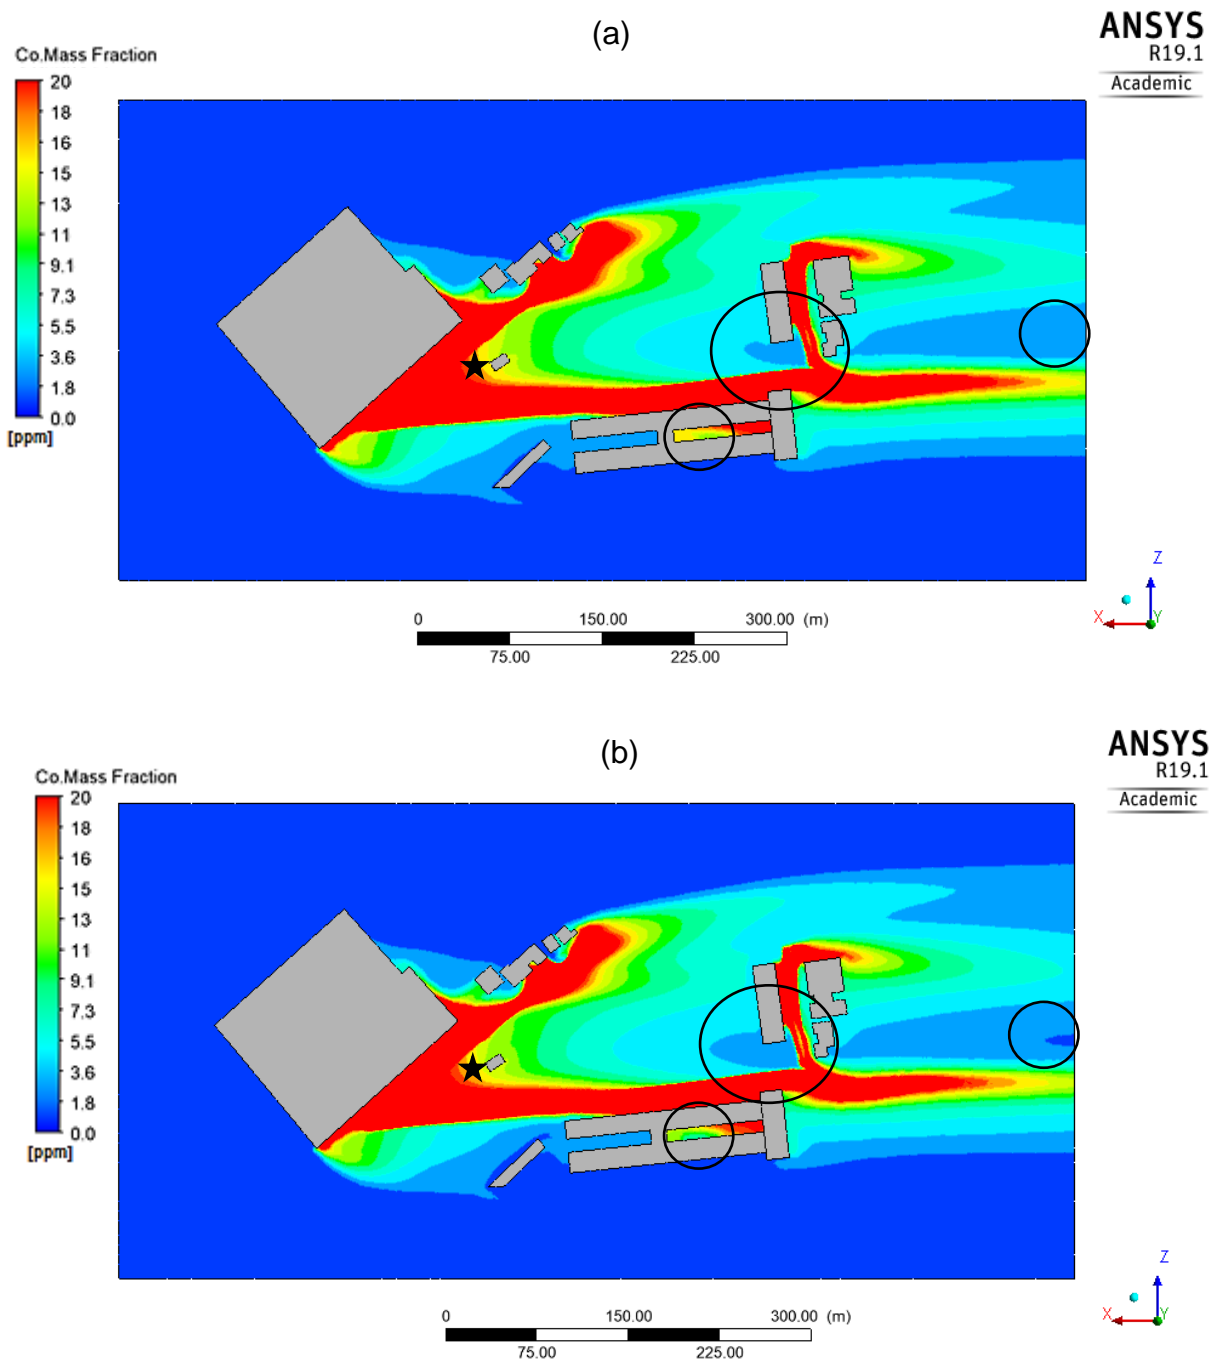 (a)
ANSYS
R19.1
Academic
Co.Mass Fraction
20
18
16
15
13
11
9.1
7.3
5.5
3.6
1.8
0.0
[ppm]
0 150.00 300.00 (m)
75.00 225.00
Z
X
Y
(b)
ANSYS
R19.1
Academic
Co.Mass Fraction
20
18
16
15
13
11
9.1
7.3
5.5
3.6
1.8
0.0
[ppm]
0 150.00 300.00 (m)
75.00 225.00
Z
X
Y